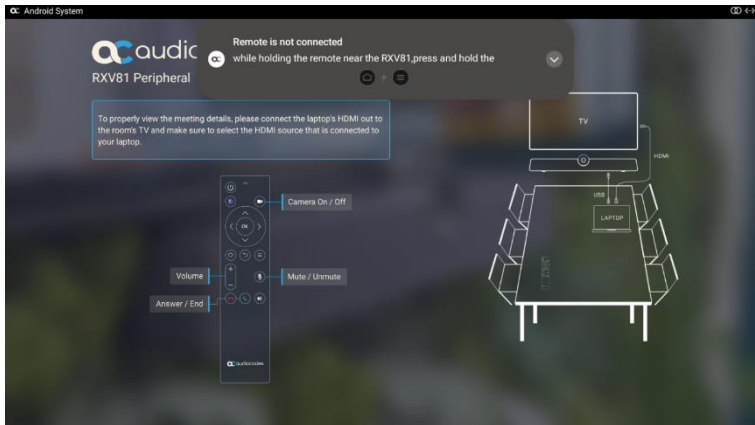 Android System
Remote is not connected
while holding the remote near the RXV81,press and hold the
+
audioc
RXV81 Peripheral
To properly view the meeting details, please connect the laptop's HDMI out to
the room's TV and make sure to select the HDMI source that is connected to
your laptop.
TV
HDMI
USB
LAPTOP
Camera On / Off
OK
Volume
+
Mute / Unmute
Answer / End
audiocodes